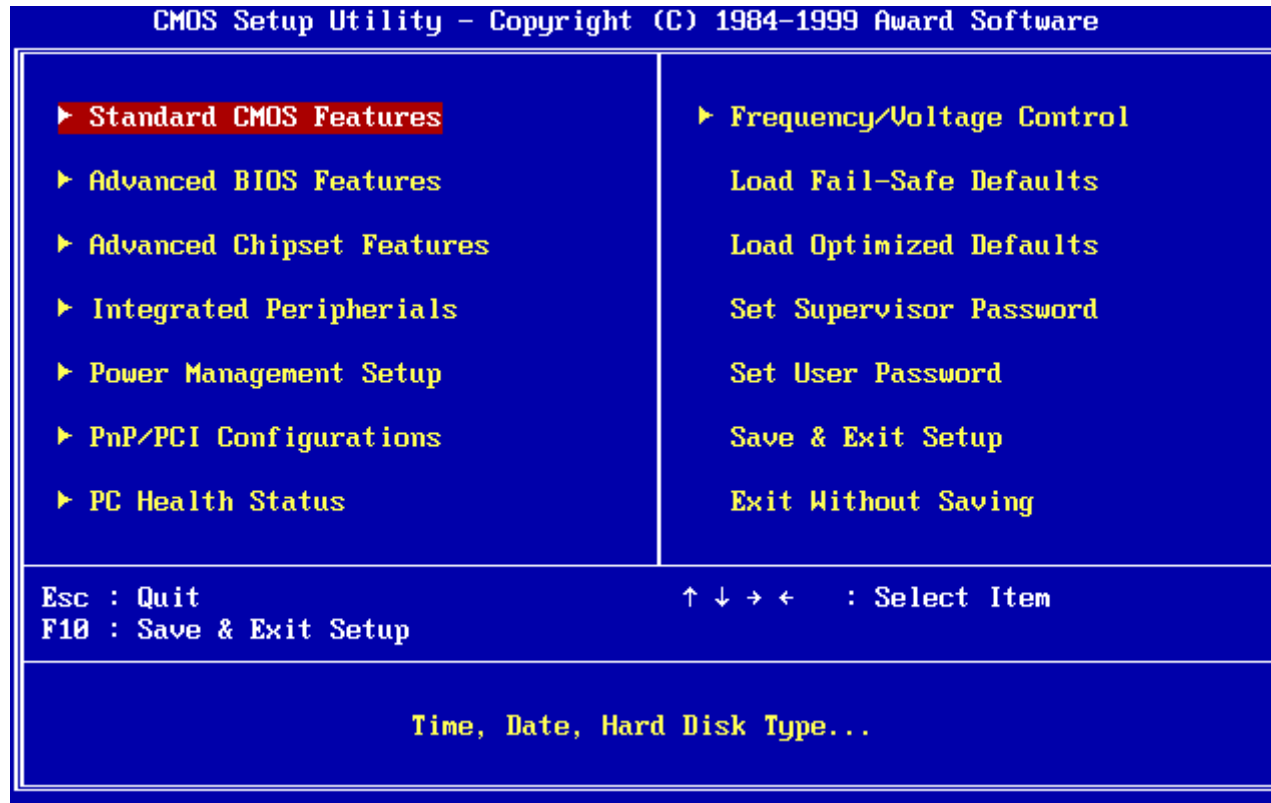 CMOS Setup Utility – Copyright (C) 1984–1999 Award Software
▶ Standard CMOS Features
▶ Advanced BIOS Features
▶ Advanced Chipset Features
▶ Integrated Peripherials
▶ Power Management Setup
▶ PnP/PCI Configurations
▶ PC Health Status
▶ Frequency/Voltage Control
Load Fail–Safe Defaults
Load Optimized Defaults
Set Supervisor Password
Set User Password
Save & Exit Setup
Exit Without Saving
Esc : Quit
F10 : Save & Exit Setup
↑ ↓ → ← : Select Item
Time, Date, Hard Disk Type...